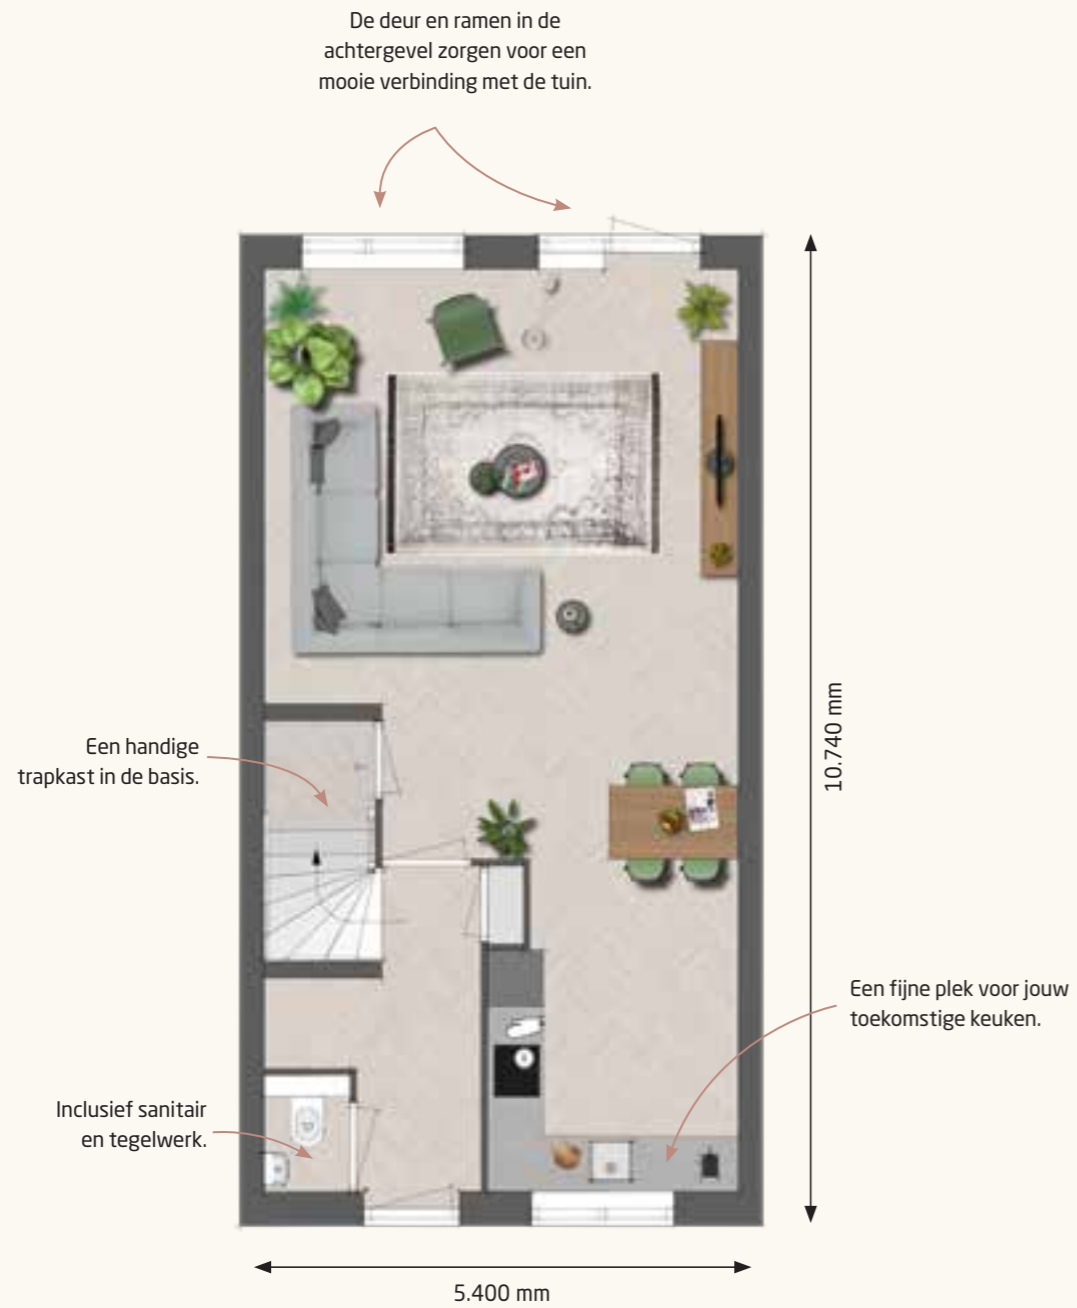 De deur en ramen in de
achtergevel zorgen voor een
mooie verbinding met de tuin.
Een handige
trapkast in de basis.
10.740 mm
Een fijne plek voor jouw
toekomstige keuken.
Inclusief sanitair
en tegelwerk.
5.400 mm